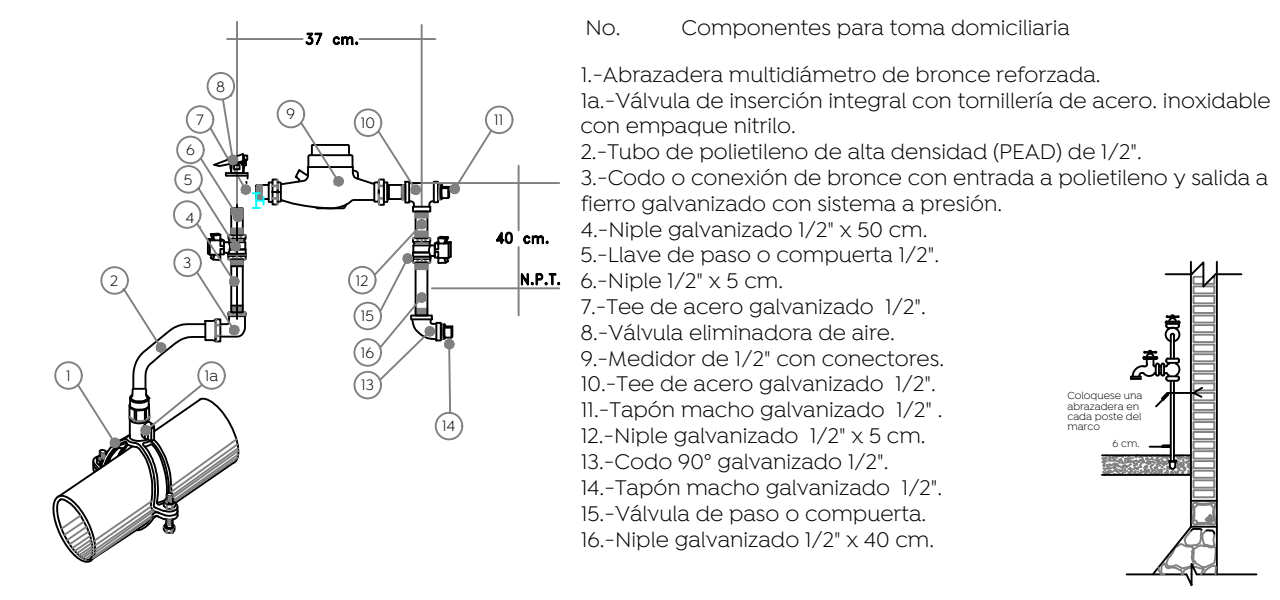 37 cm.
8
7
9
10
11
6
5
4
40 cm.
3
12
N.P.T.
2
15
16
1
1a
13
14
No. Componentes para toma domiciliaria
1.-Abrazadera multidiámetro de bronce reforzada.
1a.-Válvula de inserción integral con tornillería de acero. inoxidable
con empaque nitrilo.
2.-Tubo de polietileno de alta densidad (PEAD) de 1/2".
3.-Codo o conexión de bronce con entrada a polietileno y salida a
fierro galvanizado con sistema a presión.
4.-Niple galvanizado 1/2" x 50 cm.
5.-Llave de paso o compuerta 1/2".
6.-Niple 1/2" x 5 cm.
7.-Tee de acero galvanizado 1/2".
8.-Válvula eliminadora de aire.
9.-Medidor de 1/2" con conectores.
10.-Tee de acero galvanizado 1/2".
11.-Tapón macho galvanizado 1/2" .
12.-Niple galvanizado 1/2" x 5 cm.
13.-Codo 90° galvanizado 1/2".
14.-Tapón macho galvanizado 1/2".
15.-Válvula de paso o compuerta.
16.-Niple galvanizado 1/2" x 40 cm.
Coloquese una
abrazadera en
cada poste del
marco
6 cm.